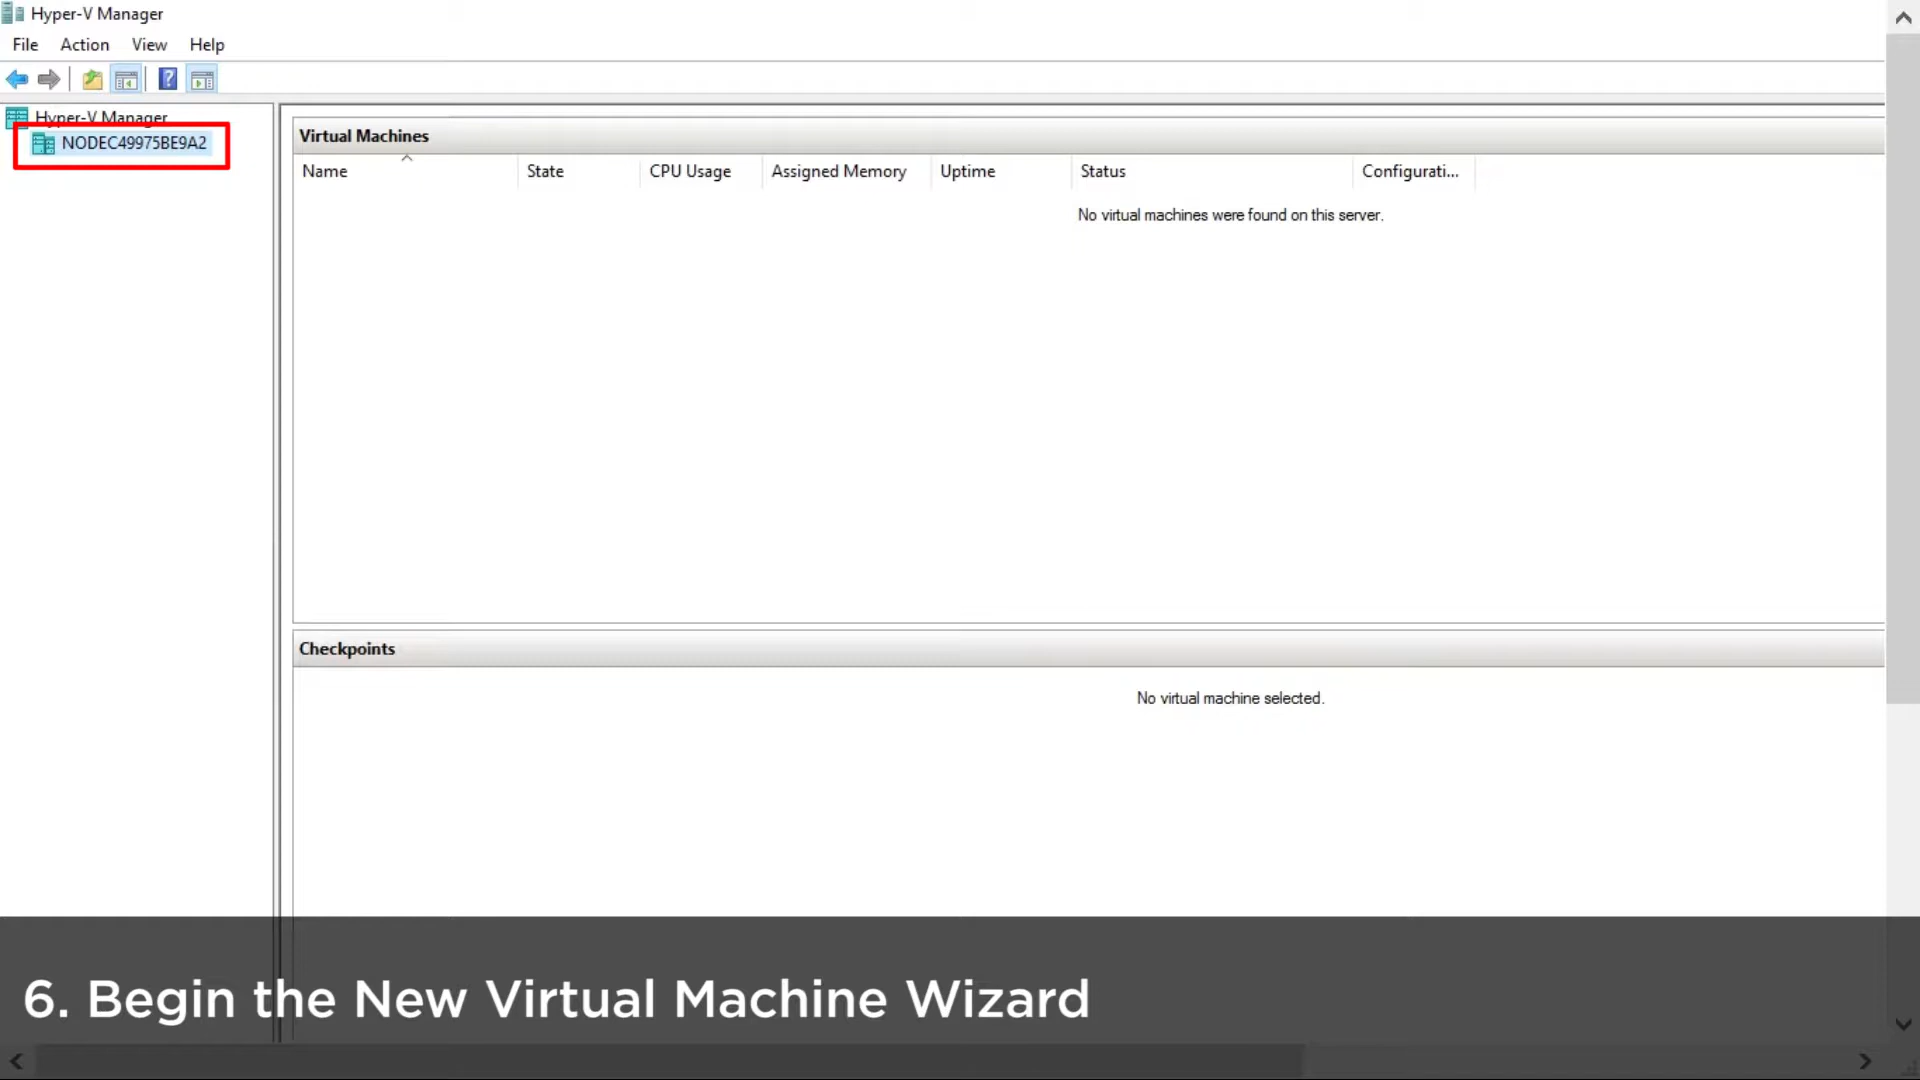 Hyper-V Manager
File Action View Help
Hyper-V Manager
NODEC49975BE9A2
Virtual Machines
Name State CPU Usage Assigned Memory Uptime Status Configurati...
No virtual machines were found on this server.
Checkpoints
No virtual machine selected.
6. Begin the New Virtual Machine Wizard